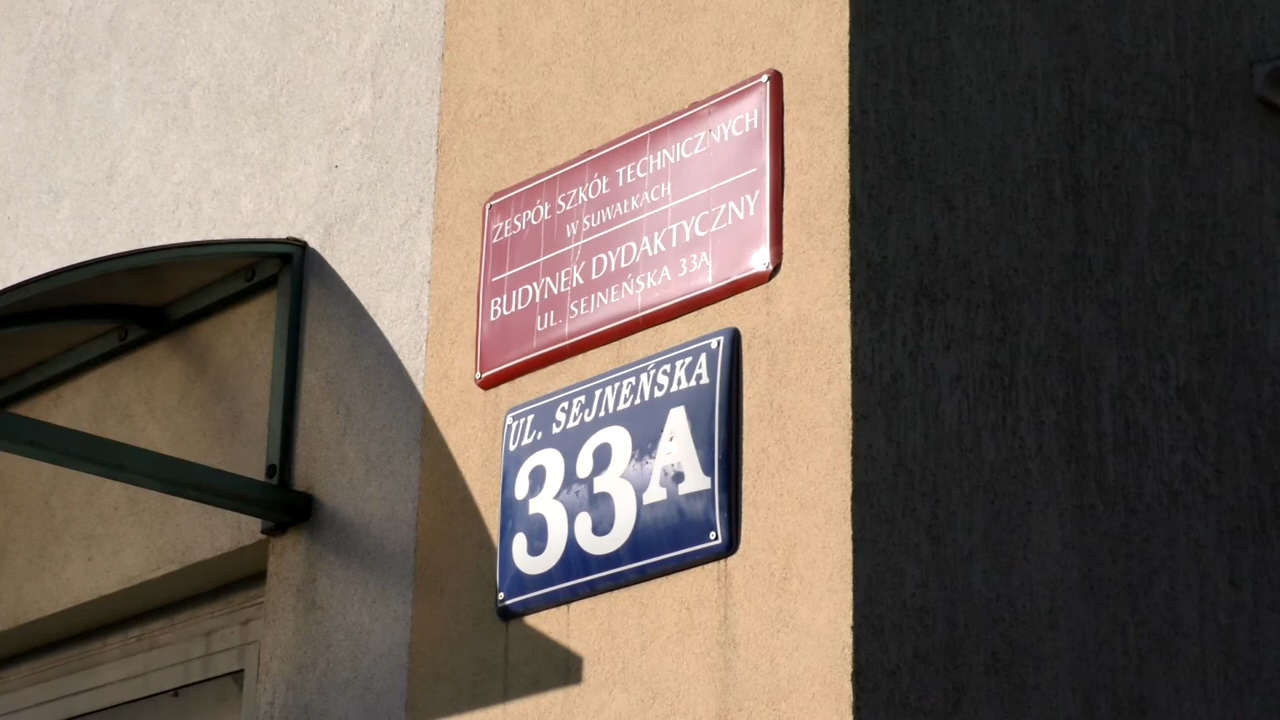 ZESPÓŁ SZKÓŁ TECHNICZNYCH
W SUWAŁKACH
BUDYNEK DYDAKTYCZNY
UL. SEJNEŃSKA 33A
UL. SEJNEŃSKA
33A